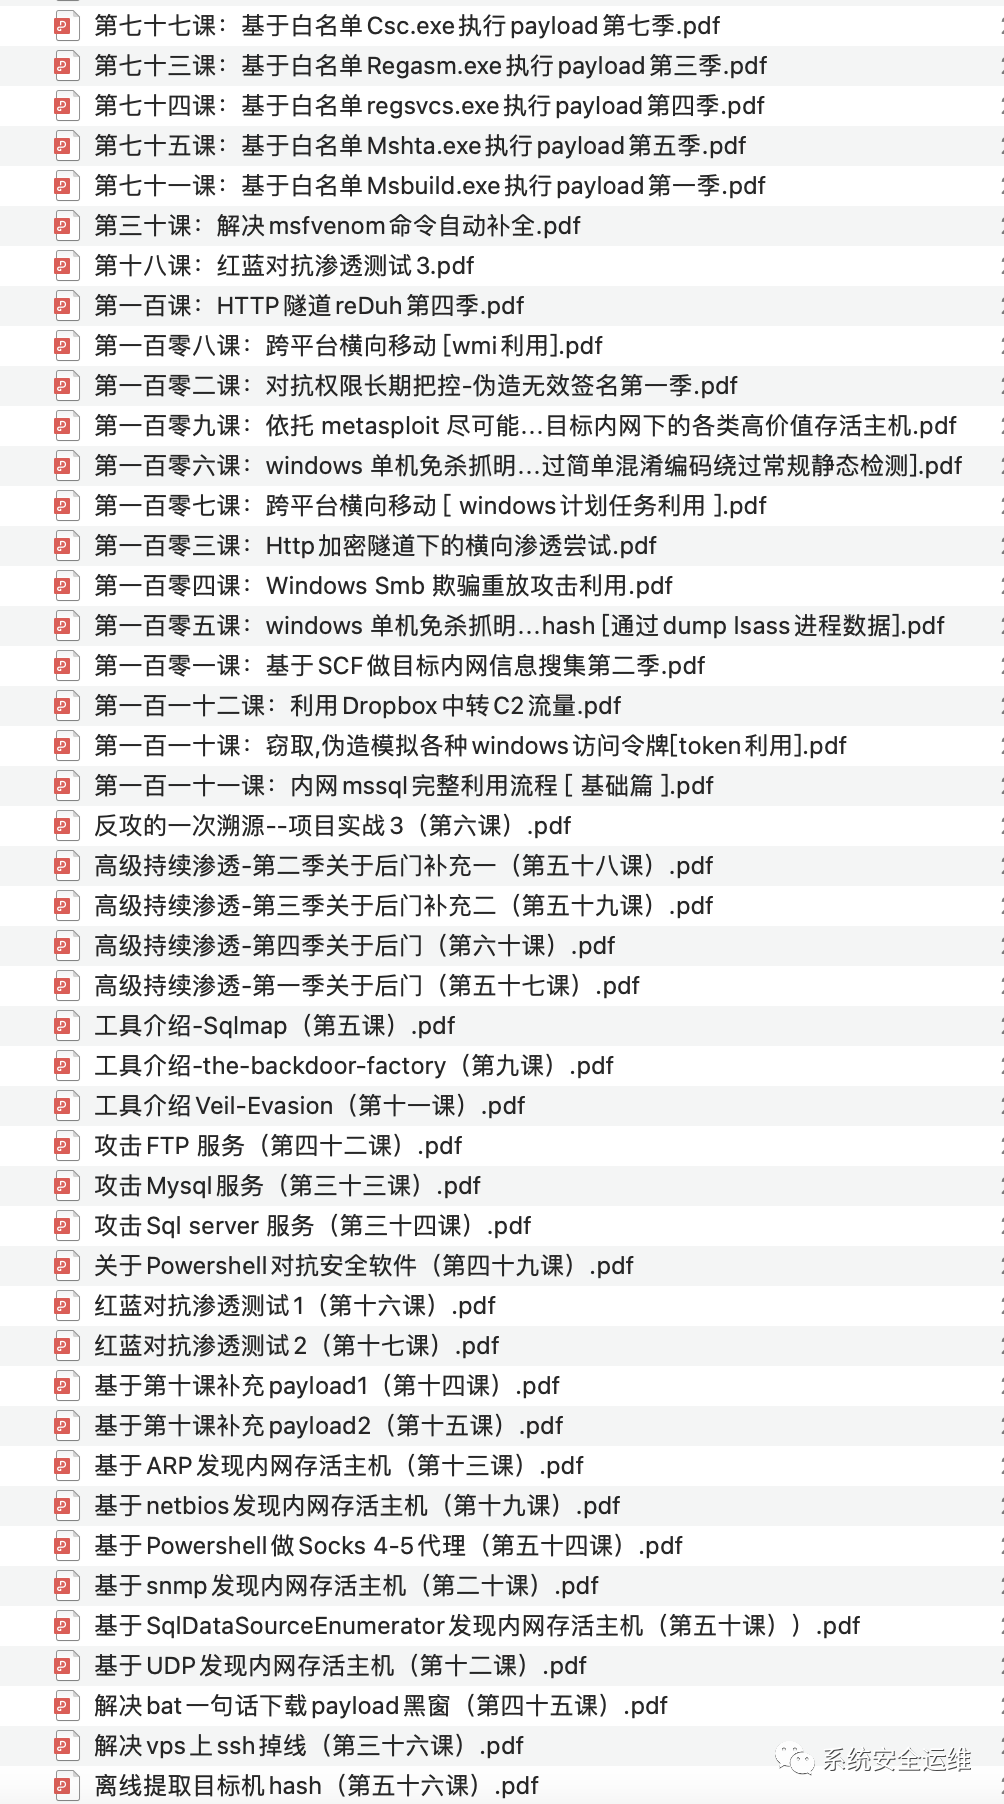 第七十七课：基于白名单Csc.exe执行payload第七季.pdf
第七十三课：基于白名单Regasm.exe执行payload第三季.pdf
第七十四课：基于白名单regsvcs.exe执行payload第四季.pdf
第七十五课：基于白名单Mshta.exe执行payload第五季.pdf
第七十一课：基于白名单Msbuild.exe执行payload第一季.pdf
第三十课：解决msfvenom命令自动补全.pdf
第十八课：红蓝对抗渗透测试3.pdf
第一百课：HTTP隧道reDuh第四季.pdf
第一百零八课：跨平台横向移动 [wmi利用].pdf
第一百零二课：对抗权限长期把控-伪造无效签名第一季.pdf
第一百零九课：依托 metasploit 尽可能...目标内网下的各类高价值存活主机.pdf
第一百零六课：windows 单机免杀抓明...过简单混淆编码绕过常规静态检测].pdf
第一百零七课：跨平台横向移动 [ windows计划任务利用 ].pdf
第一百零三课：Http加密隧道下的横向渗透尝试.pdf
第一百零四课：Windows Smb 欺骗重放攻击利用.pdf
第一百零五课：windows 单机免杀抓明...hash [通过dump lsass进程数据].pdf
第一百零一课：基于SCF做目标内网信息搜集第二季.pdf
第一百一十二课：利用Dropbox中转C2流量.pdf
第一百一十课：窃取,伪造模拟各种windows访问令牌[token利用].pdf
第一百一十一课：内网mssql完整利用流程 [ 基础篇 ].pdf
反攻的一次溯源--项目实战3（第六课）.pdf
高级持续渗透-第二季关于后门补充一（第五十八课）.pdf
高级持续渗透-第三季关于后门补充二（第五十九课）.pdf
高级持续渗透-第四季关于后门（第六十课）.pdf
高级持续渗透-第一季关于后门（第五十七课）.pdf
工具介绍-Sqlmap（第五课）.pdf
工具介绍-the-backdoor-factory（第九课）.pdf
工具介绍Veil-Evasion（第十一课）.pdf
攻击FTP 服务（第四十二课）.pdf
攻击Mysql服务（第三十三课）.pdf
攻击Sql server 服务（第三十四课）.pdf
关于Powershell对抗安全软件（第四十九课）.pdf
红蓝对抗渗透测试1（第十六课）.pdf
红蓝对抗渗透测试2（第十七课）.pdf
基于第十课补充payload1（第十四课）.pdf
基于第十课补充payload2（第十五课）.pdf
基于ARP发现内网存活主机（第十三课）.pdf
基于netbios发现内网存活主机（第十九课）.pdf
基于Powershell做Socks 4-5代理（第五十四课）.pdf
基于snmp发现内网存活主机（第二十课）.pdf
基于SqlDataSourceEnumerator发现内网存活主机（第五十课））.pdf
基于UDP发现内网存活主机（第十二课）.pdf
解决bat一句话下载payload黑窗（第四十五课）.pdf
解决vps上ssh掉线（第三十六课）.pdf
系统安全运维
离线提取目标机hash（第五十六课）.pdf